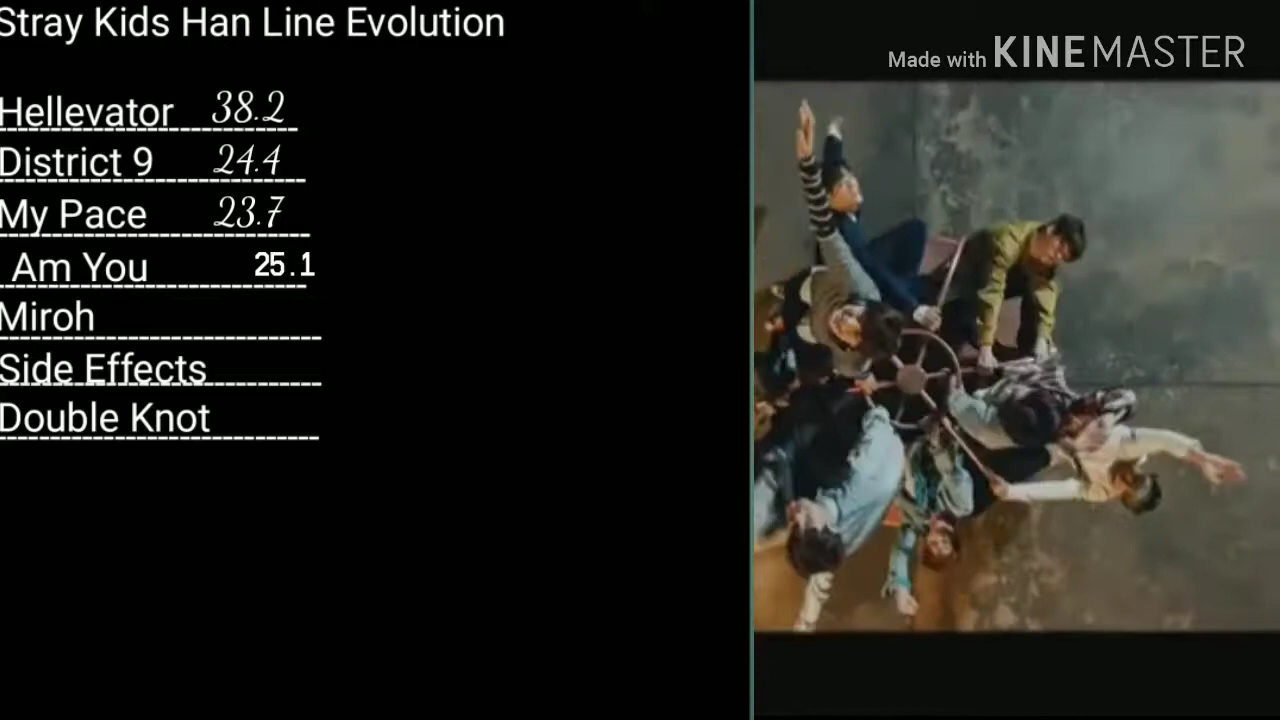 Stray Kids Han Line Evolution
Made with KINEMASTER
Hellevator 38.2
District 9 24.4
My Pace 23.7
Am You 25.1
Miroh
Side Effects
Double Knot